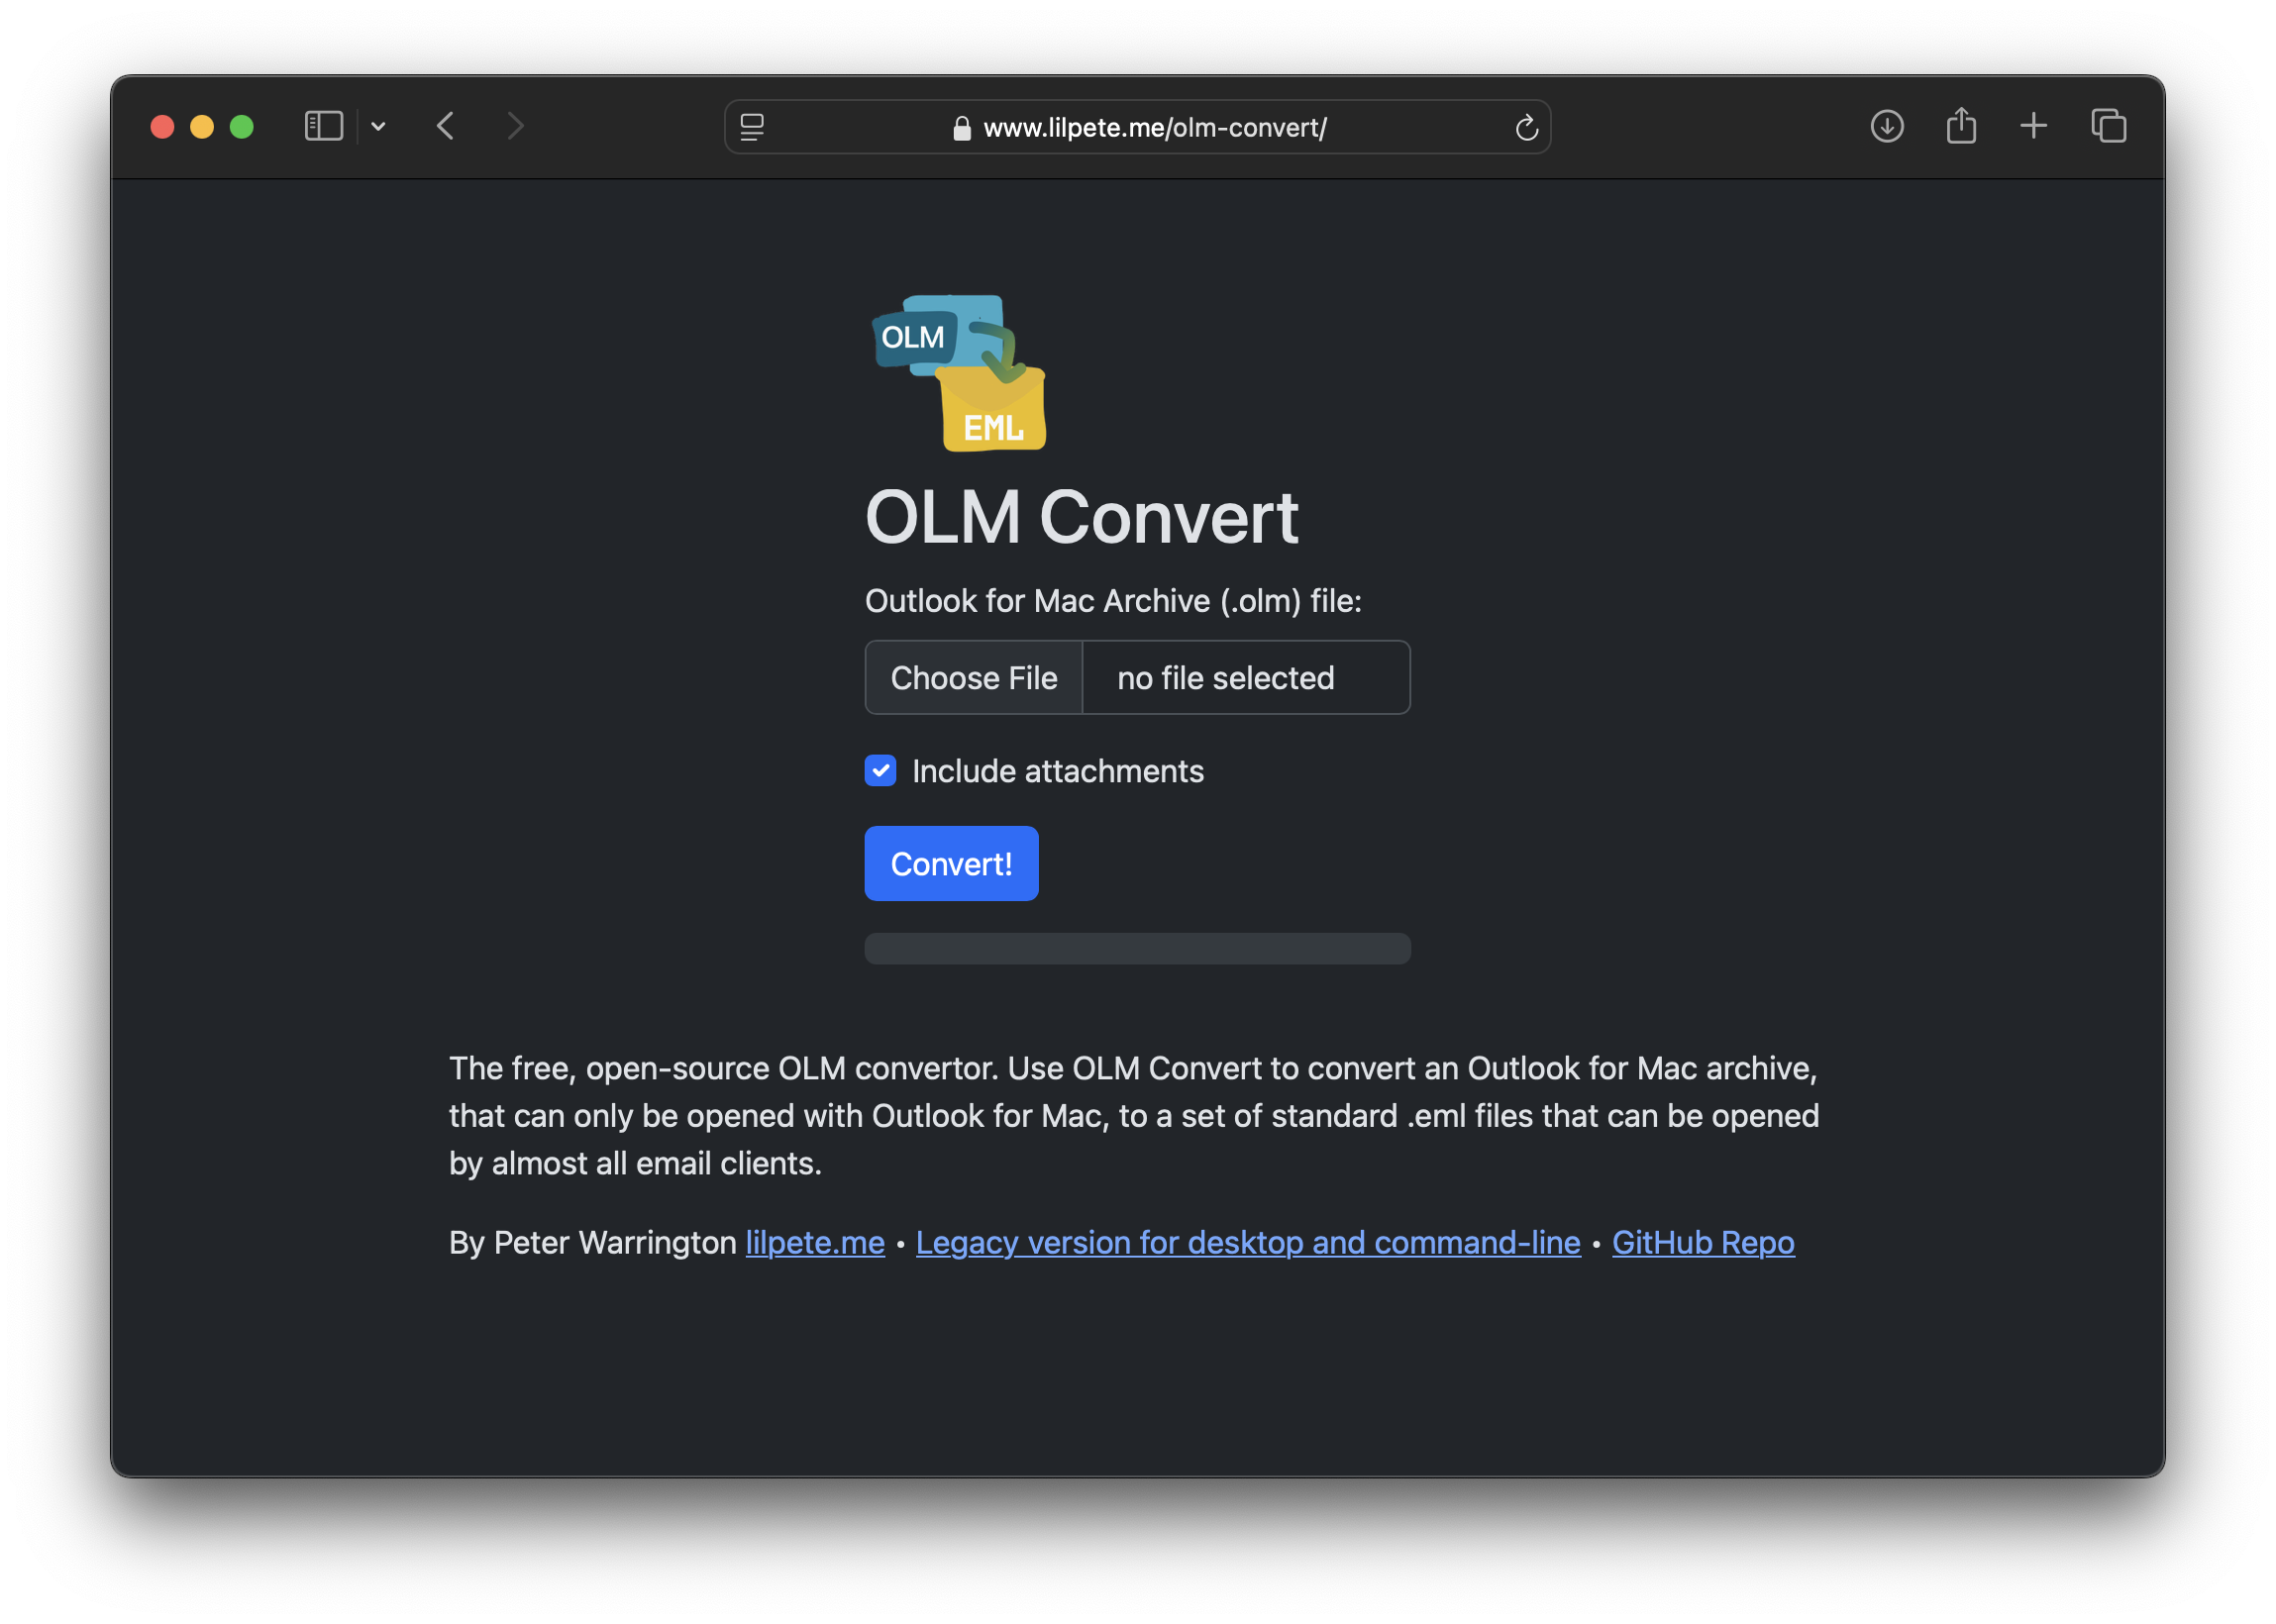 www.lilpete.me/olm-convert/
OLM
EML
OLM Convert
Outlook for Mac Archive (.olm) file:
Choose File no file selected
Include attachments
Convert!
The free, open-source OLM convertor. Use OLM Convert to convert an Outlook for Mac archive,
that can only be opened with Outlook for Mac, to a set of standard .eml files that can be opened
by almost all email clients.
By Peter Warrington lilpete.me • Legacy version for desktop and command-line • GitHub Repo